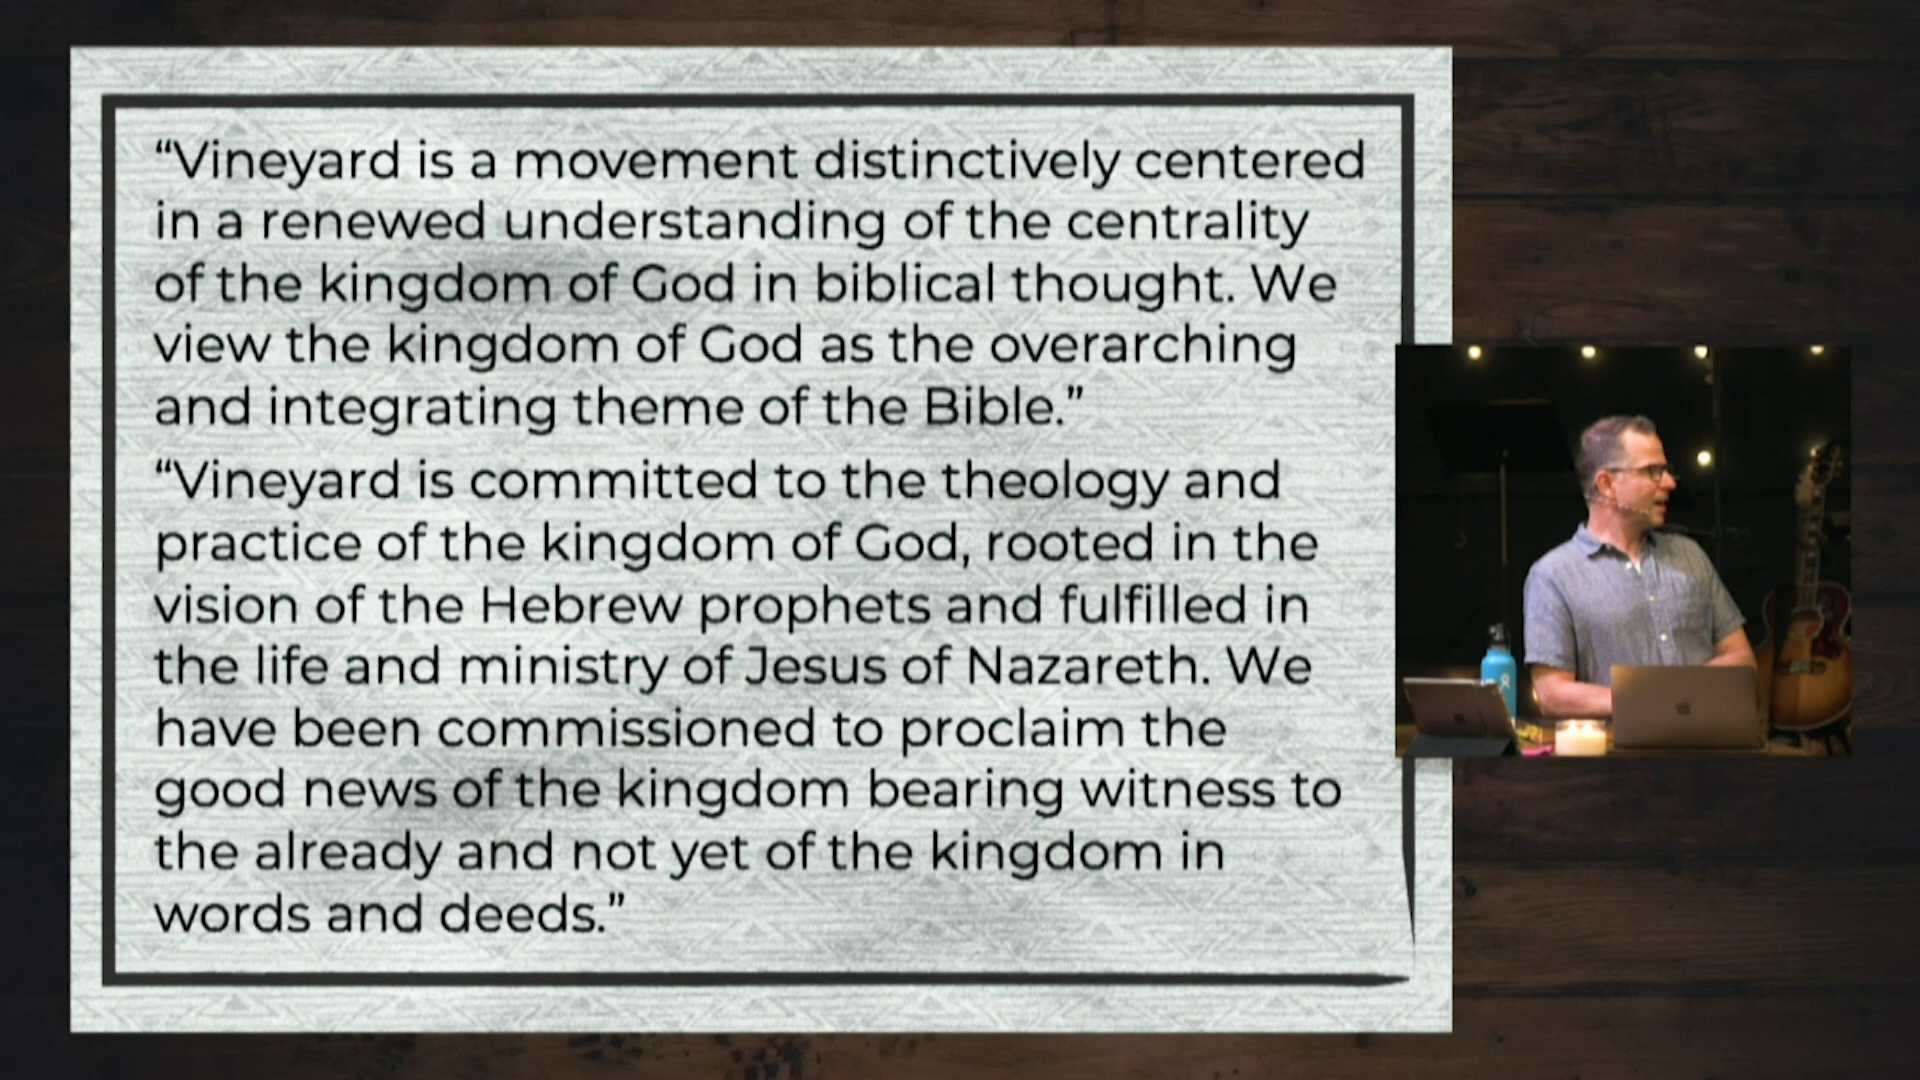 “Vineyard is a movement distinctively centered
in a renewed understanding of the centrality
of the kingdom of God in biblical thought. We
view the kingdom of God as the overarching
and integrating theme of the Bible.”
“Vineyard is committed to the theology and
practice of the kingdom of God, rooted in the
vision of the Hebrew prophets and fulfilled in
the life and ministry of Jesus of Nazareth. We
have been commissioned to proclaim the
good news of the kingdom bearing witness to
the already and not yet of the kingdom in
words and deeds.”